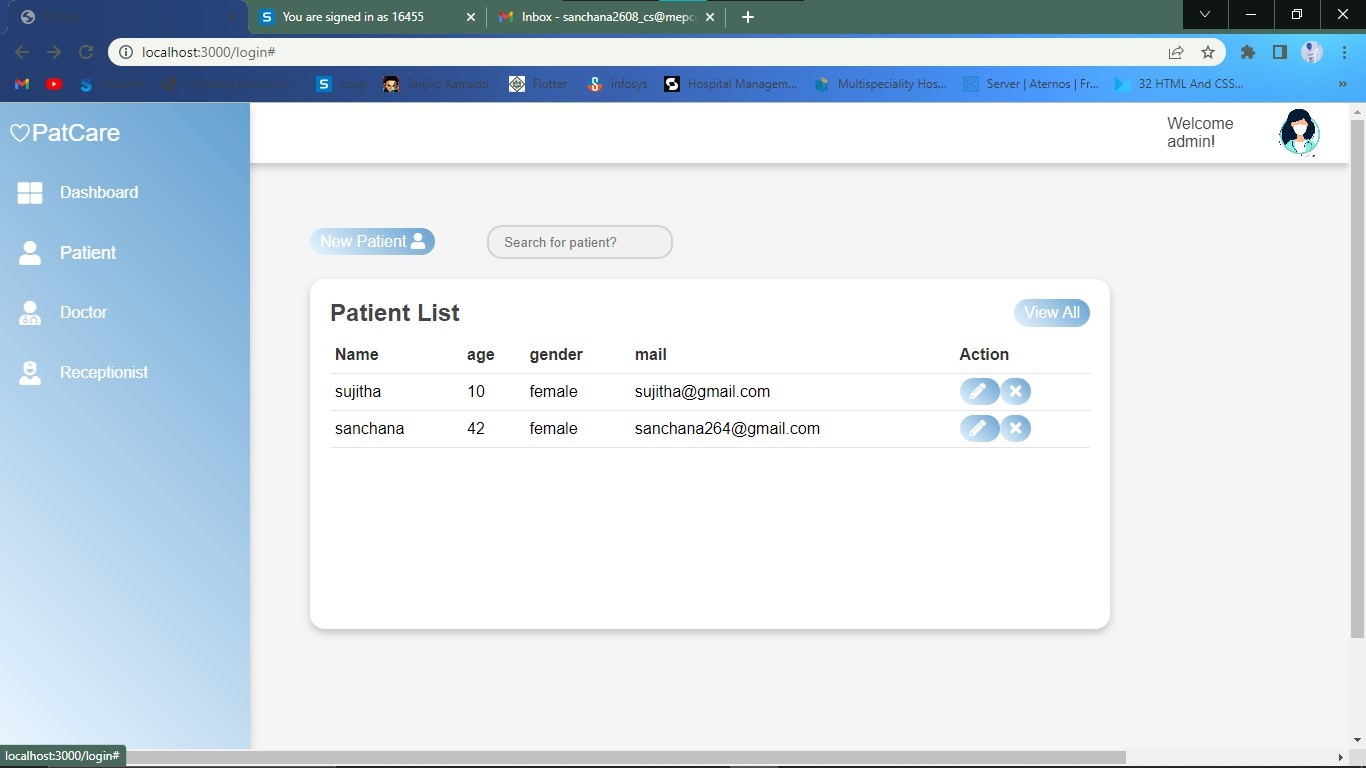 You are signed in as 16455
Inbox - sanchana2608_cs@mepc
localhost:3000/login#
login
Tanjiro Kamado
Flutter
infosys
Hospital Managem...
Multispeciality Hos...
Server | Aternos | Fr...
32 HTML And CSS...
»
PatCare
Welcome
admin!
Dashboard
Patient
Doctor
Receptionist
New Patient
Search for patient?
Patient List
View All
Name age gender mail Action
sujitha 10 female sujitha@gmail.com
sanchana 42 female sanchana264@gmail.com
localhost:3000/login#